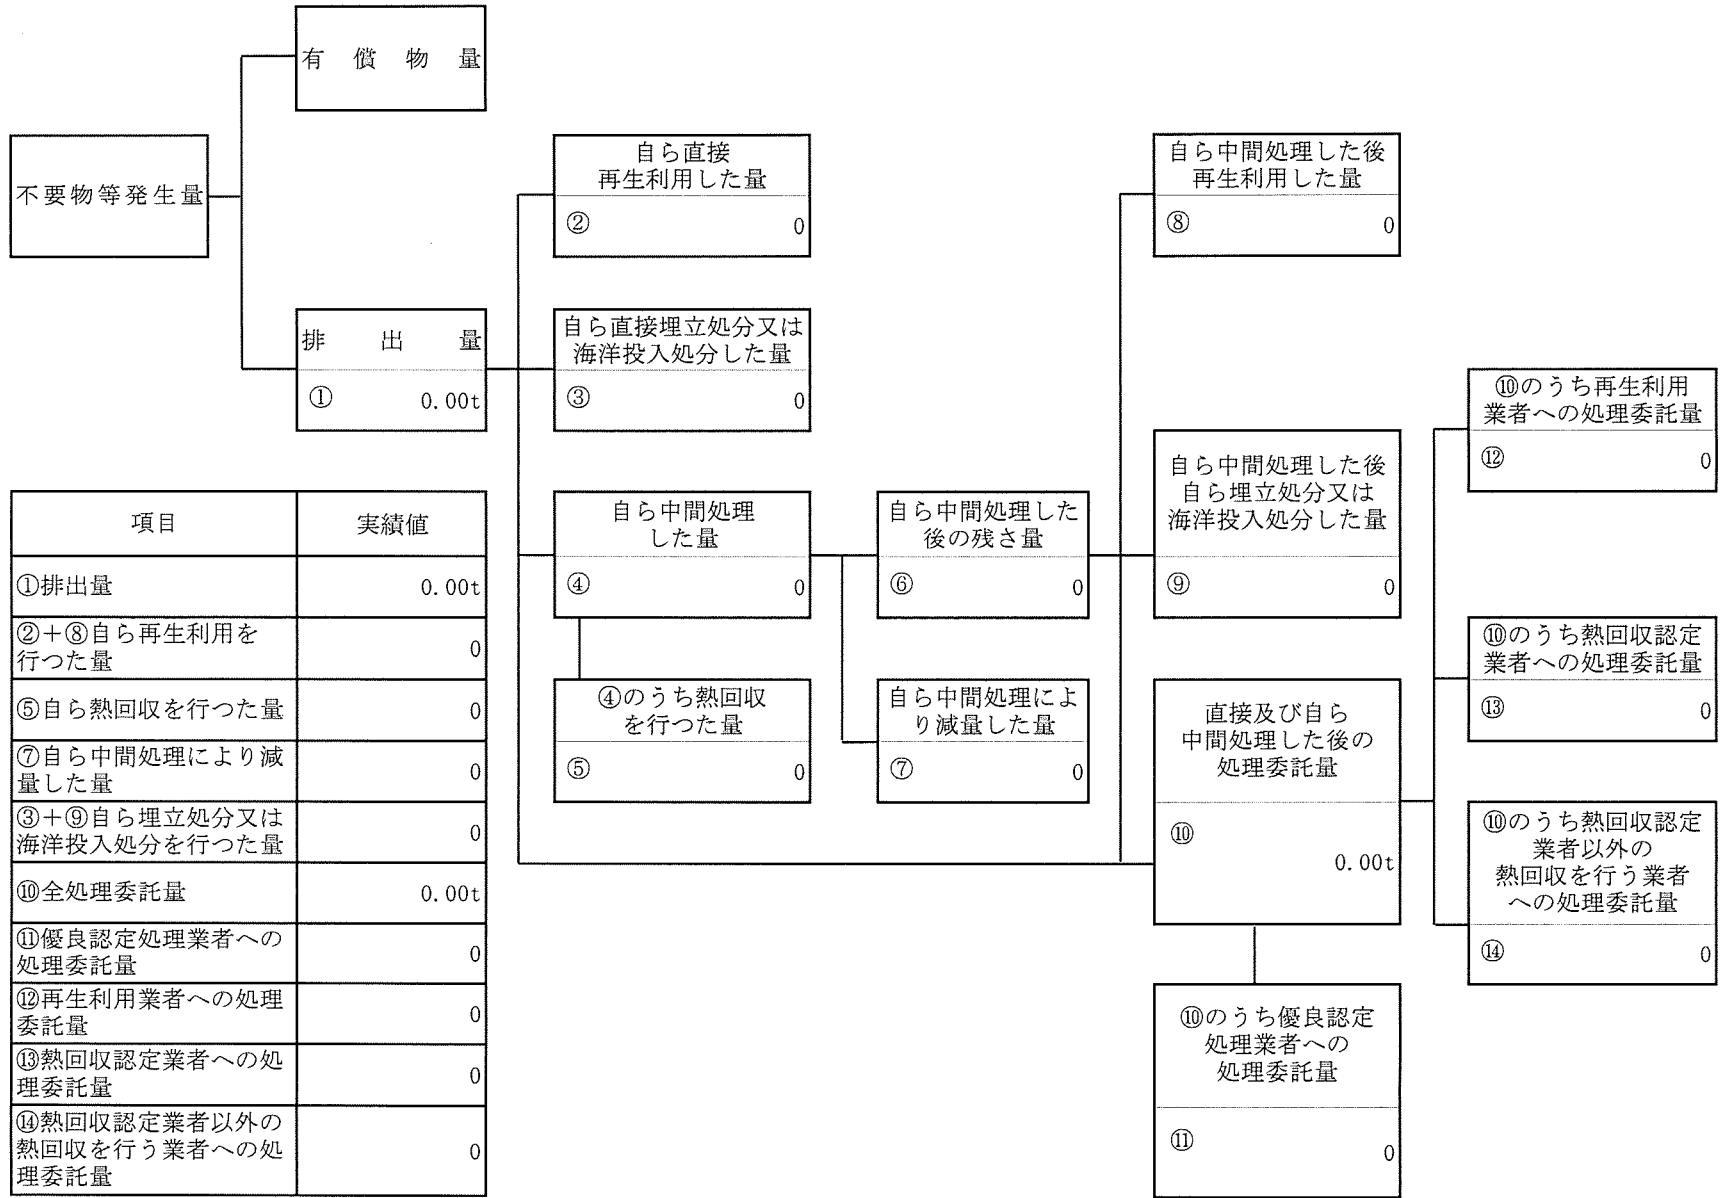 有償物量
不要物等発生量
排出量
① 0.00t
自ら直接
再生利用した量
② 0
自ら直接埋立処分又は
海洋投入処分した量
③ 0
自ら中間処理
した量
④ 0
④のうち熱回収
を行つた量
⑤ 0
自ら中間処理した
後の残さ量
⑥ 0
自ら中間処理によ
り減量した量
⑦ 0
自ら中間処理した後
再生利用した量
⑧ 0
自ら中間処理した後
自ら埋立処分又は
海洋投入処分した量
⑨ 0
直接及び自ら
中間処理した後の
処理委託量
⑩
0.00t
⑩のうち優良認定
処理業者への
処理委託量
⑪ 0
⑩のうち再生利用
業者への処理委託量
⑫ 0
⑩のうち熱回収認定
業者への処理委託量
⑬ 0
⑩のうち熱回収認定
業者以外の
熱回収を行う業者
への処理委託量
⑭ 0
項目 実績値
①排出量 0.00t
②+⑧自ら再生利用を
行つた量 0
⑤自ら熱回収を行つた量 0
⑦自ら中間処理により減
量した量 0
③+⑨自ら埋立処分又は
海洋投入処分を行つた量 0
⑩全処理委託量 0.00t
⑪優良認定処理業者への
処理委託量 0
⑫再生利用業者への処理
委託量 0
⑬熱回収認定業者への処
理委託量 0
⑭熱回収認定業者以外の
熱回収を行う業者への処
理委託量 0